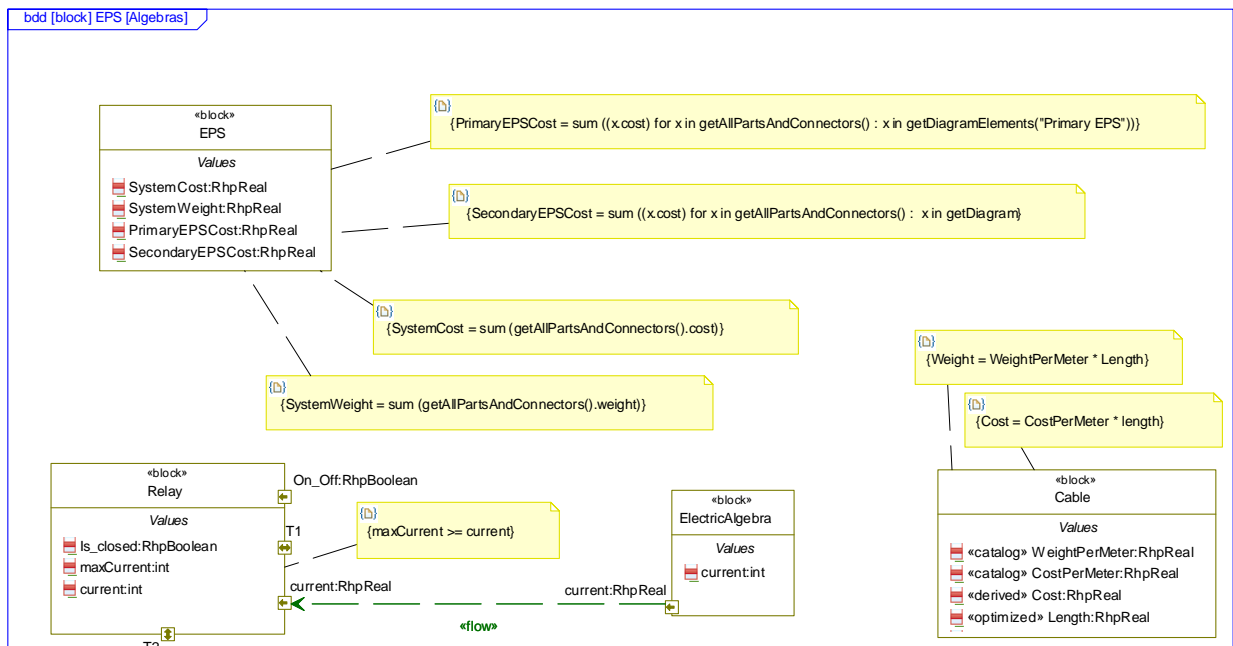 bdd [block] EPS [Algebras]
«block»
EPS
Values
SystemCost:RhpReal
SystemWeight:RhpReal
PrimaryEPSCost:RhpReal
SecondaryEPSCost:RhpReal
{PrimaryEPSCost = sum ((x.cost) for x in getAllPartsAndConnectors() : x in getDiagramElements("Primary EPS"))}
{SecondaryEPSCost = sum ((x.cost) for x in getAllPartsAndConnectors() : x in getDiagram}
{SystemCost = sum (getAllPartsAndConnectors().cost)}
{SystemWeight = sum (getAllPartsAndConnectors().weight)}
{Weight = WeightPerMeter * Length}
{Cost = CostPerMeter * length}
«block»
Relay
Values
Is_closed:RhpBoolean
maxCurrent:int
current:int
On_Off:RhpBoolean
T1
current:RhpReal
{maxCurrent >= current}
«flow»
«block»
ElectricAlgebra
Values
current:int
current:RhpReal
«block»
Cable
Values
«catalog» WeightPerMeter:RhpReal
«catalog» CostPerMeter:RhpReal
«derived» Cost:RhpReal
«optimized» Length:RhpReal